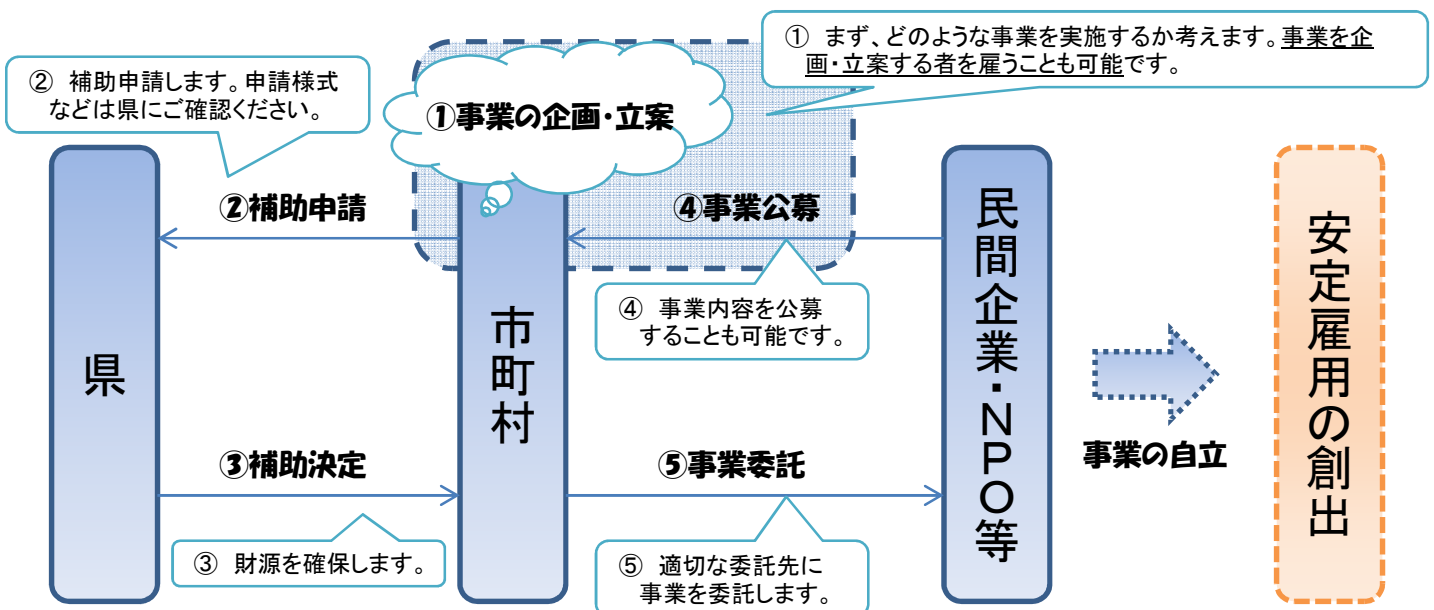 ① まず、どのような事業を実施するか考えます。事業を企
画・立案する者を雇うことも可能です。
② 補助申請します。申請様式
などは県にご確認ください。
①事業の企画・立案
②補助申請
④事業公募
④ 事業内容を公募
することも可能です。
県
市町村
民間企業・NPO等
安定雇用の創出
事業の自立
③補助決定
⑤事業委託
③ 財源を確保します。
⑤ 適切な委託先に
事業を委託します。